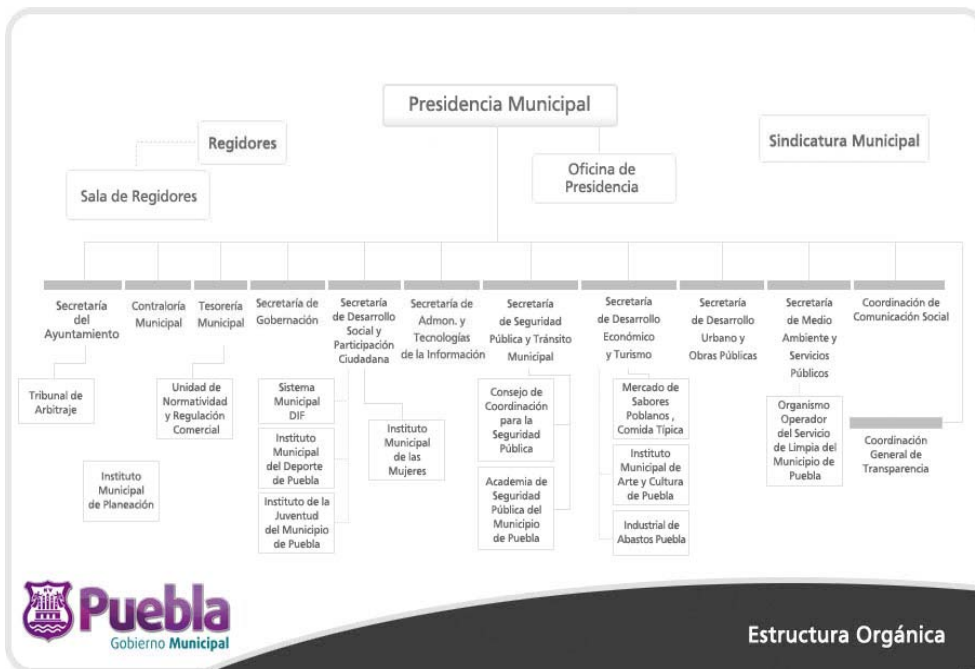 Presidencia Municipal
Regidores
Sindicatura Municipal
Oficina de
Presidencia
Sala de Regidores
Secretaría
del
Ayuntamiento
Contraloría
Municipal
Tesorería
Municipal
Secretaría de
Gobernación
Secretaría
de Desarrollo
Social y
Participación
Ciudadana
Secretaría de
Admon. y
Tecnologías
de la Información
Secretaría
de Seguridad
Pública y Tránsito
Municipal
Secretaría
de Desarrollo
Económico
y Turismo
Secretaría
de Desarrollo
Urbano y
Obras Públicas
Secretaría
de Medio
Ambiente y
Servicios
Públicos
Coordinación de
Comunicación Social
Tribunal de
Arbitraje
Unidad de
Normatividad
y Regulación
Comercial
Sistema
Municipal
DIF
Instituto
Municipal
de las
Mujeres
Consejo de
Coordinación
para la
Seguridad
Pública
Mercado de
Sabores
Poblanos ,
Comida Típica
Organismo
Operador
del Servicio
de Limpia del
Municipio de
Puebla
Coordinación
General de
Transparencia
Instituto
Municipal
de Planeación
Instituto
Municipal
del Deporte
de Puebla
Instituto
Municipal de
Arte y Cultura
de Puebla
Instituto de la
Juventud
del Municipio
de Puebla
Academia de
Seguridad
Pública del
Municipio
de Puebla
Industrial de
Abastos Puebla
Puebla
Gobierno Municipal
Estructura Orgánica